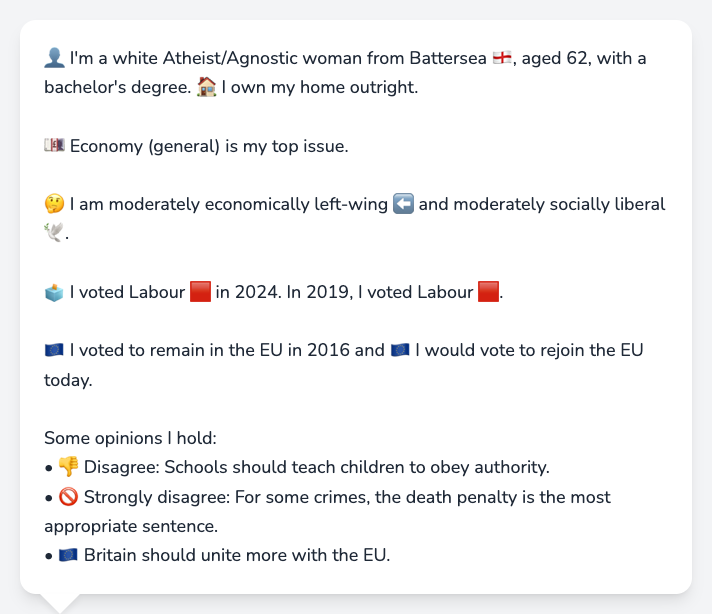 👤 I'm a white Atheist/Agnostic woman from Battersea 🏴󠁧󠁢󠁥󠁮󠁧󠁿, aged 62, with a
bachelor's degree. 🏠 I own my home outright.
💷 Economy (general) is my top issue.
🤔 I am moderately economically left-wing ⬅️ and moderately socially liberal
🕊️.
🗳️ I voted Labour 🟥 in 2024. In 2019, I voted Labour 🟥.
🇪🇺 I voted to remain in the EU in 2016 and 🇪🇺 I would vote to rejoin the EU
today.
Some opinions I hold:
• 👎 Disagree: Schools should teach children to obey authority.
• 🚫 Strongly disagree: For some crimes, the death penalty is the most
appropriate sentence.
• 🇪🇺 Britain should unite more with the EU.